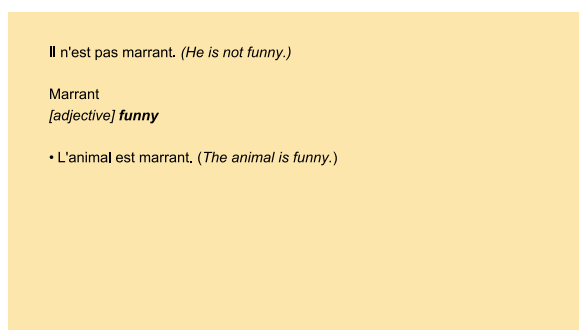 Il n'est pas marrant. (He is not funny.)
Marrant
[adjective] funny
• L'animal est marrant. (The animal is funny.)